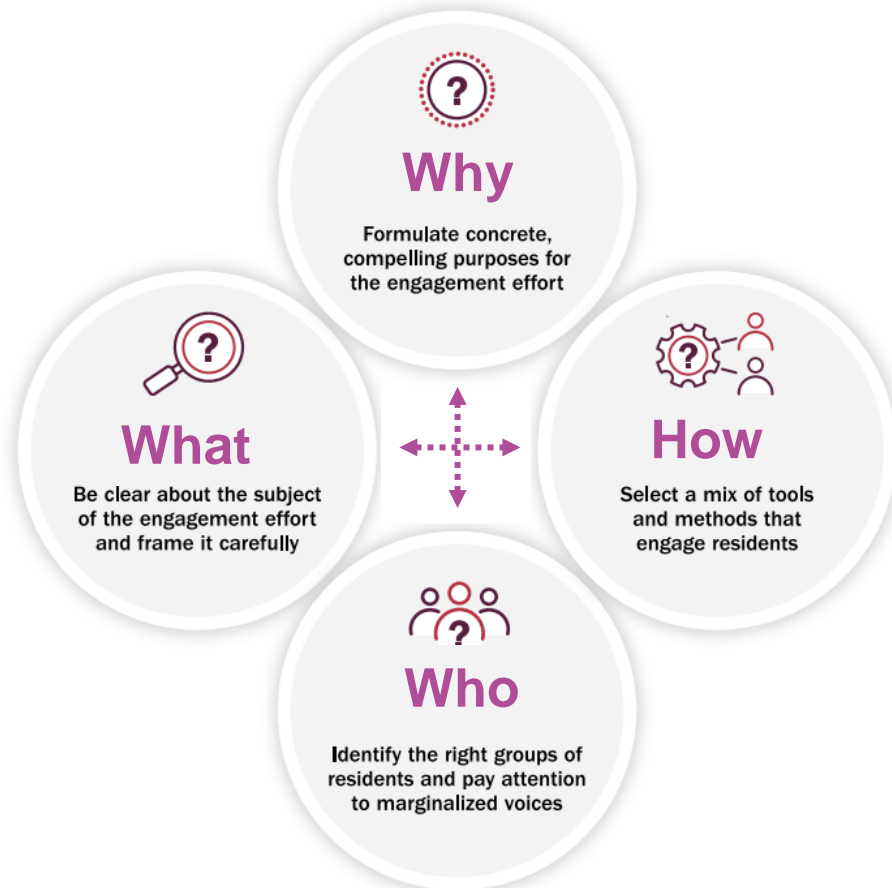 ?
Why
Formulate concrete,
compelling purposes for
the engagement effort
?
What
Be clear about the subject
of the engagement effort
and frame it carefully
?
How
Select a mix of tools
and methods that
engage residents
?
Who
Identify the right groups of
residents and pay attention
to marginalized voices